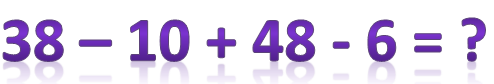 38 – 10 + 48 - 6 = ?